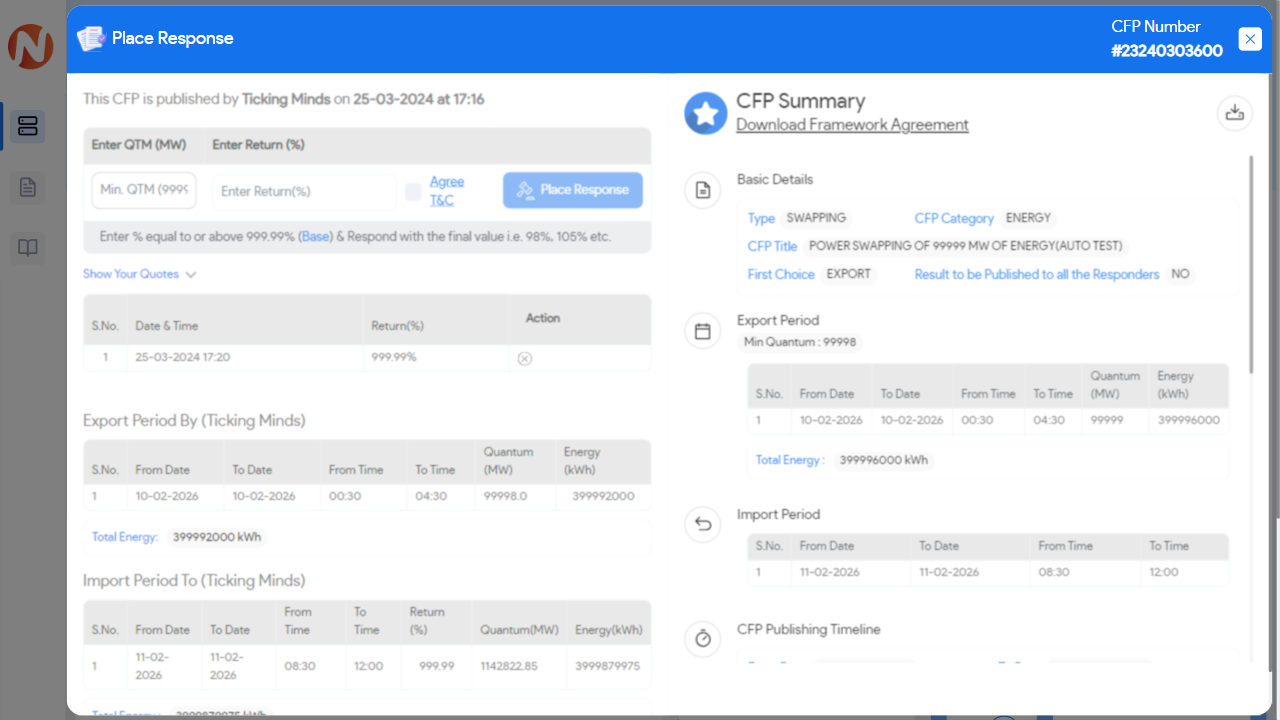 Place Response
CFP Number
#23240303600
This CFP is published by Ticking Minds on 25-03-2024 at 17:16
Enter QTM (MW) Enter Return (%)
Min. QTM (9999 Enter Return(%) Agree T&C Place Response
Enter % equal to or above 999.99% (Base) & Respond with the final value i.e. 98%, 105% etc.
Show Your Quotes
S.No. Date & Time Return(%) Action
1 25-03-2024 17:20 999.99%
Export Period By (Ticking Minds)
S.No. From Date To Date From Time To Time Quantum (MW) Energy (kWh)
1 10-02-2026 10-02-2026 00:30 04:30 99998.0 399992000
Total Energy: 399992000 kWh
Import Period To (Ticking Minds)
S.No. From Date To Date From Time To Time Return (%) Quantum(MW) Energy(kWh)
1 11-02-2026 11-02-2026 08:30 12:00 999.99 1142822.85 3999879975
Total Energy: 3999879975 kWh
CFP Summary
Download Framework Agreement
Basic Details
Type SWAPPING CFP Category ENERGY
CFP Title POWER SWAPPING OF 99999 MW OF ENERGY(AUTO TEST)
First Choice EXPORT Result to be Published to all the Responders NO
Export Period
Min Quantum : 99998
S.No. From Date To Date From Time To Time Quantum (MW) Energy (kWh)
1 10-02-2026 10-02-2026 00:30 04:30 99999 399996000
Total Energy : 399996000 kWh
Import Period
S.No. From Date To Date From Time To Time
1 11-02-2026 11-02-2026 08:30 12:00
CFP Publishing Timeline